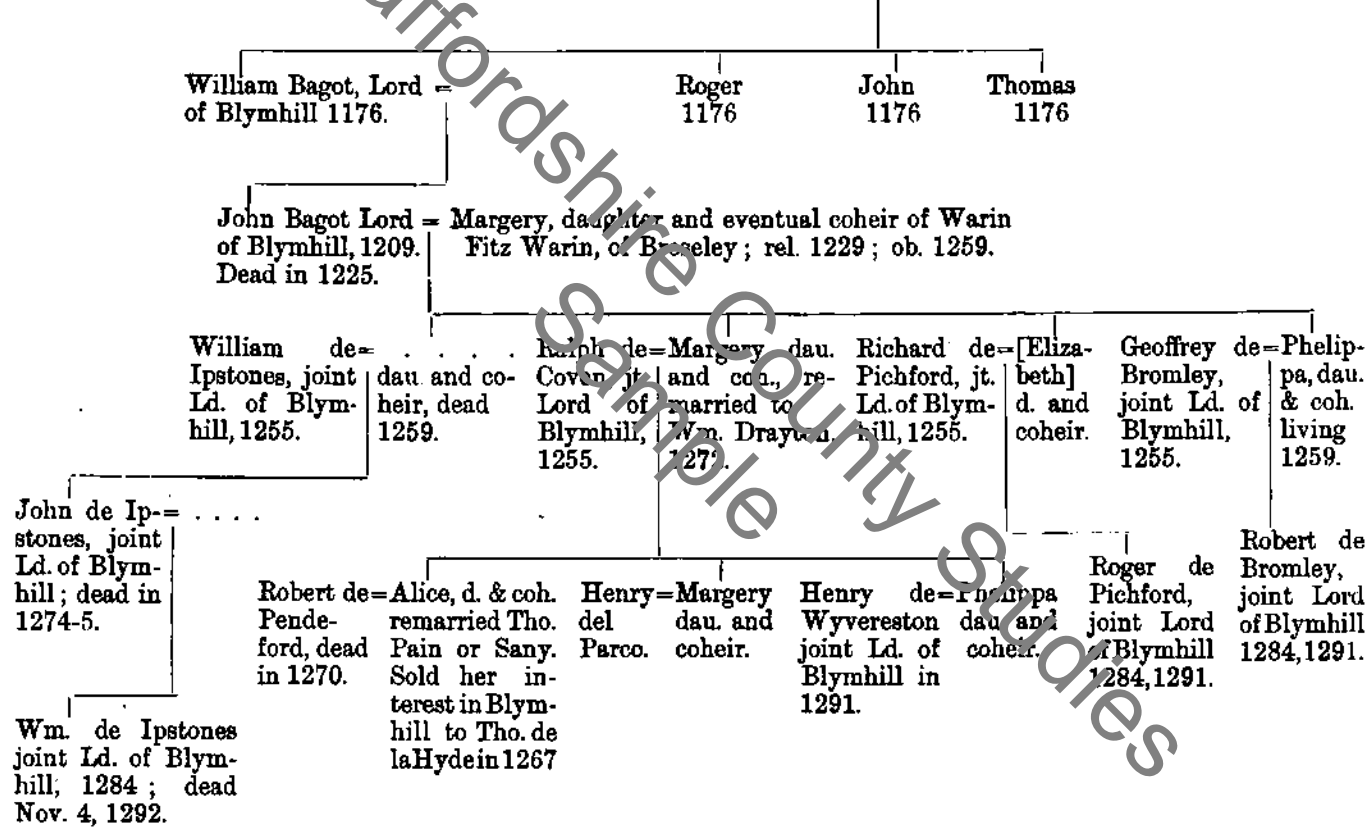 William Bagot, Lord =
of Blymhill 1176.
Roger
1176
John
1176
Thomas
1176
John Bagot Lord = Margery, daughter and eventual coheir of Warin
of Blymhill, 1209.
Dead in 1225.
Fitz Warin, of Broseley ; rel. 1229 ; ob. 1259.
William de=
Ipstones, joint
Ld. of Blym-
hill, 1255.
. . . .
dau. and co-
heir, dead
1259.
Ralph de=
Coven jt.
Lord of
Blymhill,
1255.
Margery dau.
and coh., re-
married to
Wm. Drayton.
Richard de=
Pichford, jt.
Ld. of Blym-
hill, 1255.
[Eliza-
beth]
d. and
coheir.
Geoffrey de=
Bromley,
joint Ld. of
Blymhill,
1255.
Phelip-
pa, dau.
& coh.
living
1259.
John de Ip-= . . . .
stones, joint
Ld. of Blym-
hill ; dead in
1274-5.
Robert de=
Pende-
ford, dead
in 1270.
Alice, d. & coh.
remarried Tho.
Pain or Sany.
Sold her in-
terest in Blym-
hill to Tho. de
la Hyde in 1267
Henry=
del
Parco.
Margery
dau. and
coheir.
Henry de=
Wyvereston
joint Ld. of
Blymhill in
1291.
Phelippa
dau. and
coheir.
Roger de
Pichford,
joint Lord
of Blymhill
1284, 1291.
Robert de
Bromley,
joint Lord
of Blymhill
1284, 1291.
Wm. de Ipstones
joint Ld. of Blym-
hill, 1284 ; dead
Nov. 4, 1292.
affordshire County Studies
Sample